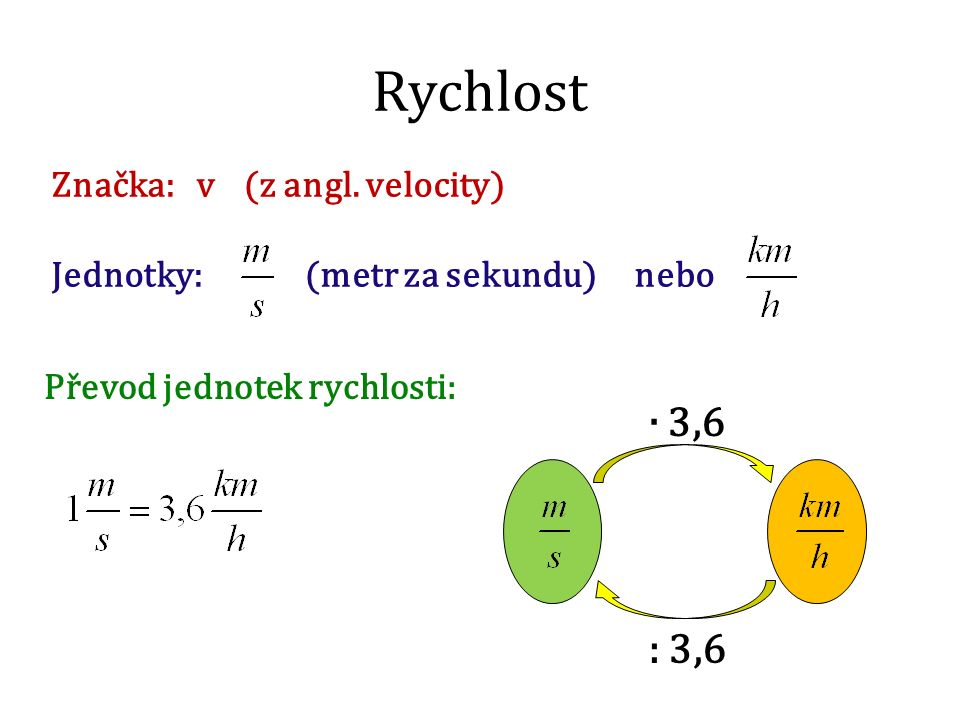 Rychlost
Značka: v (z angl. velocity)
Jednotky: m/s (metr za sekundu) nebo km/h
Převod jednotek rychlosti:
1 m/s = 3,6 km/h
· 3,6
m/s
km/h
: 3,6